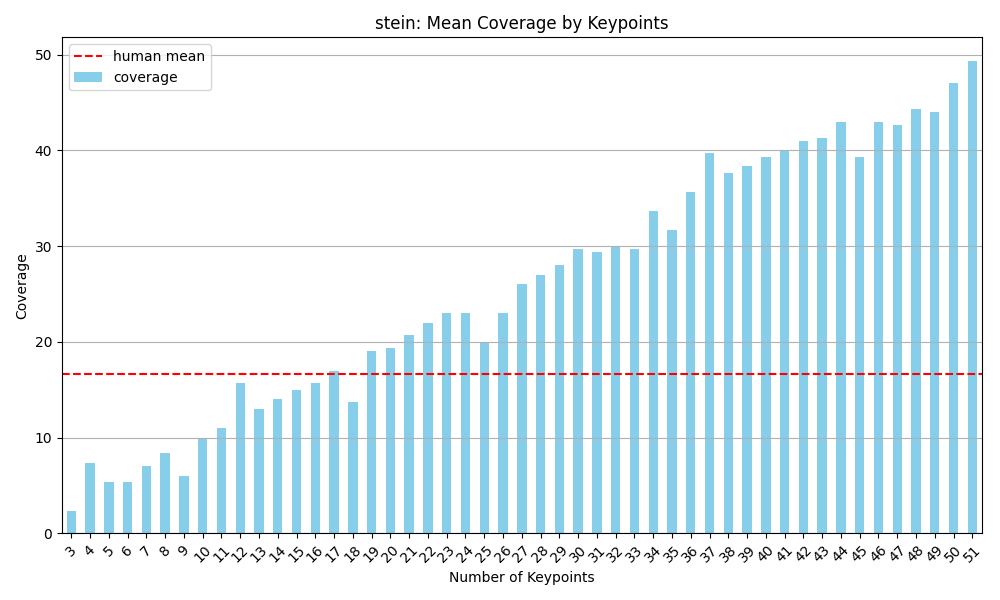 stein: Mean Coverage by Keypoints
human mean
coverage
50
40
30
20
10
0
Coverage
3 4 5 6 7 8 9 10 11 12 13 14 15 16 17 18 19 20 21 22 23 24 25 26 27 28 29 30 31 32 33 34 35 36 37 38 39 40 41 42 43 44 45 46 47 48 49 50 51
Number of Keypoints